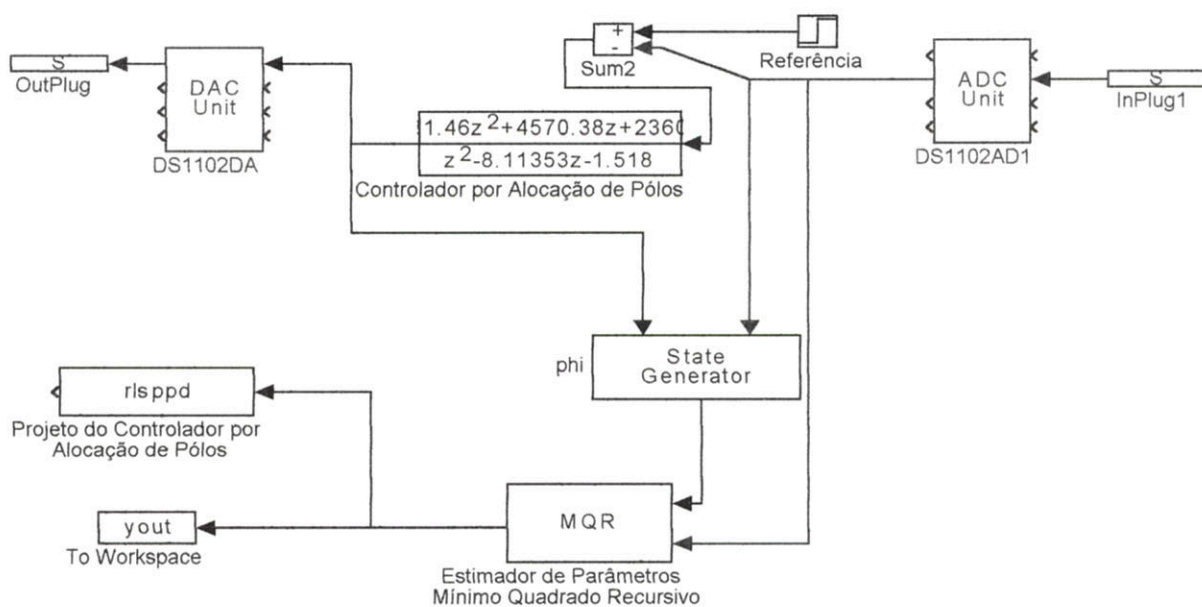 S
OutPlug
DAC
Unit
DS1102DA
+
-
Sum2
Referência
ADC
Unit
DS1102AD1
S
InPlug1
1.46z²+4570.38z+2360
z²-8.11353z-1.518
Controlador por Alocação de Pólos
phi
State
Generator
rlsppd
Projeto do Controlador por
Alocação de Pólos
MQR
yout
To Workspace
Estimador de Parâmetros
Mínimo Quadrado Recursivo